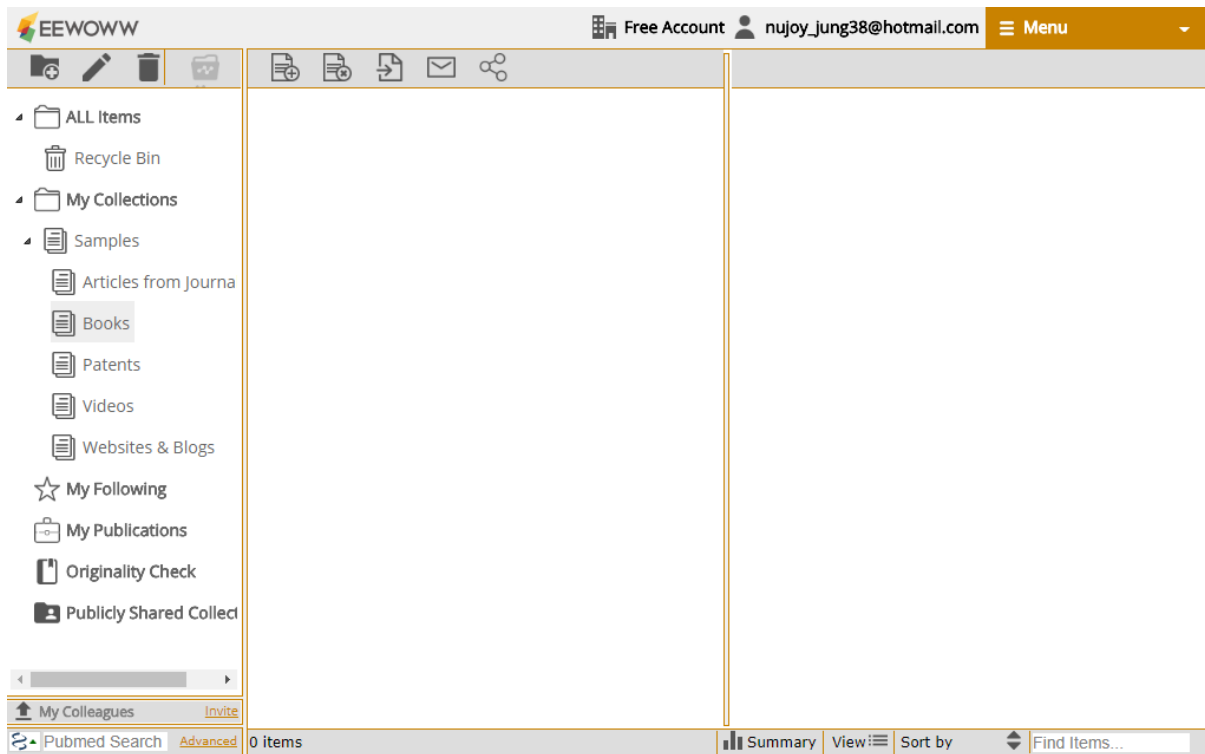 EEWOWW
Free Account nujoy_jung38@hotmail.com Menu
ALL Items
Recycle Bin
My Collections
Samples
Articles from Journa
Books
Patents
Videos
Websites & Blogs
My Following
My Publications
Originality Check
Publicly Shared Collect
My Colleagues Invite
Pubmed Search Advanced 0 items Summary View Sort by Find Items...